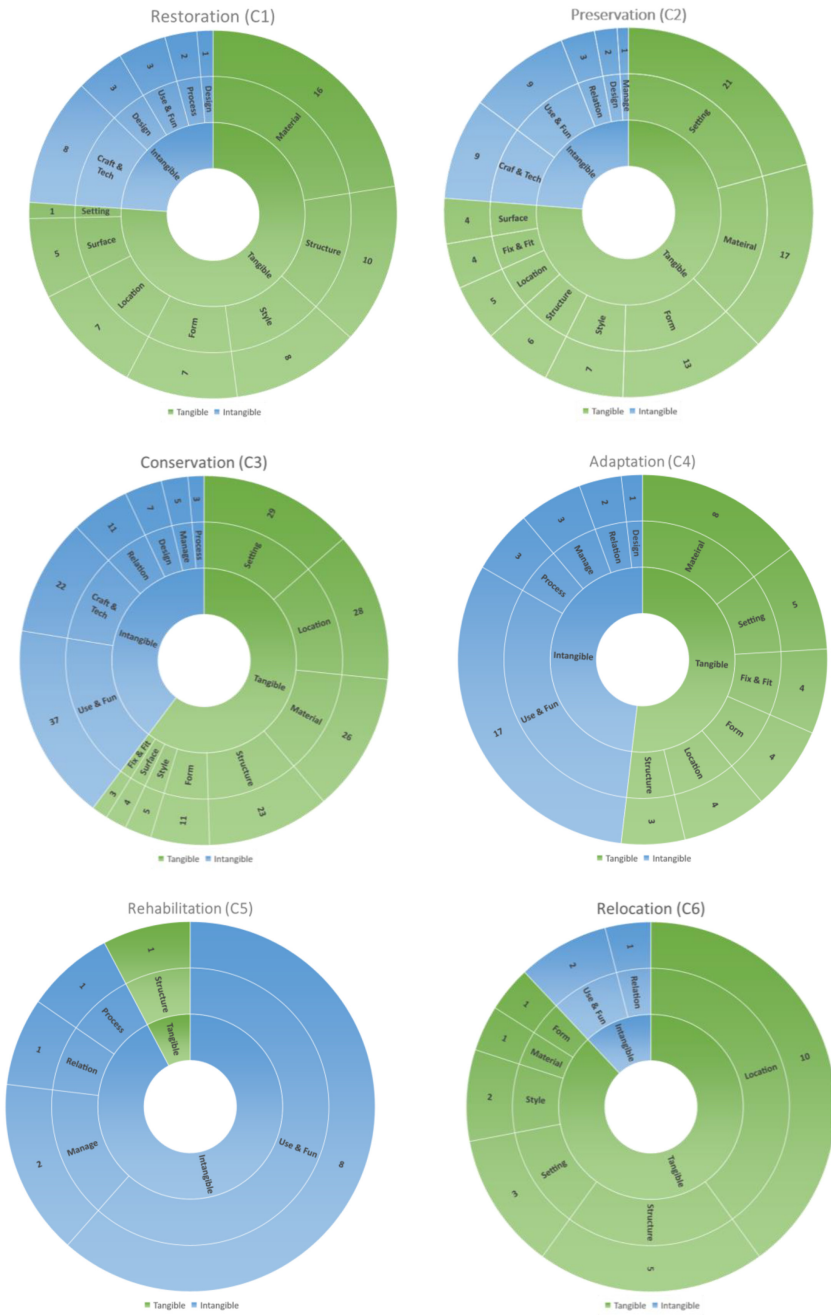 Restoration (C1)
Tangible
Material
16
Structure
10
Style
8
Form
7
Location
7
Surface
5
Setting
1
Intangible
Craft &
Tech
8
Design
3
Use & Fun
3
Process
2
Design
1
Tangible Intangible
Preservation (C2)
Tangible
Setting
21
Mateiral
17
Form
13
Style
7
Structure
6
Location
5
Fix & Fit
4
Surface
4
Intangible
Craf & Tech
9
Use & Fun
9
Relation
3
Design
2
Manage
1
Tangible Intangible
Conservation (C3)
Tangible
Setting
29
Location
28
Material
26
Structure
23
Form
11
Style
5
Surface
4
Fix & Fit
3
Intangible
Use & Fun
37
Craft &
Tech
22
Relation
11
Design
7
Manage
5
Process
3
Tangible Intangible
Adaptation (C4)
Tangible
Mateiral
8
Setting
5
Fix & Fit
4
Form
4
Location
4
Structure
3
Intangible
Use & Fun
17
Process
3
Manage
3
Relation
2
Design
1
Tangible Intangible
Rehabilitation (C5)
Intangible
Use & Fun
8
Manage
2
Relation
1
Process
1
Tangible
Structure
1
Tangible Intangible
Relocation (C6)
Tangible
Location
10
Structure
5
Setting
3
Style
2
Material
1
Form
1
Intangible
Use & Fun
2
Relation
1
Tangible Intangible